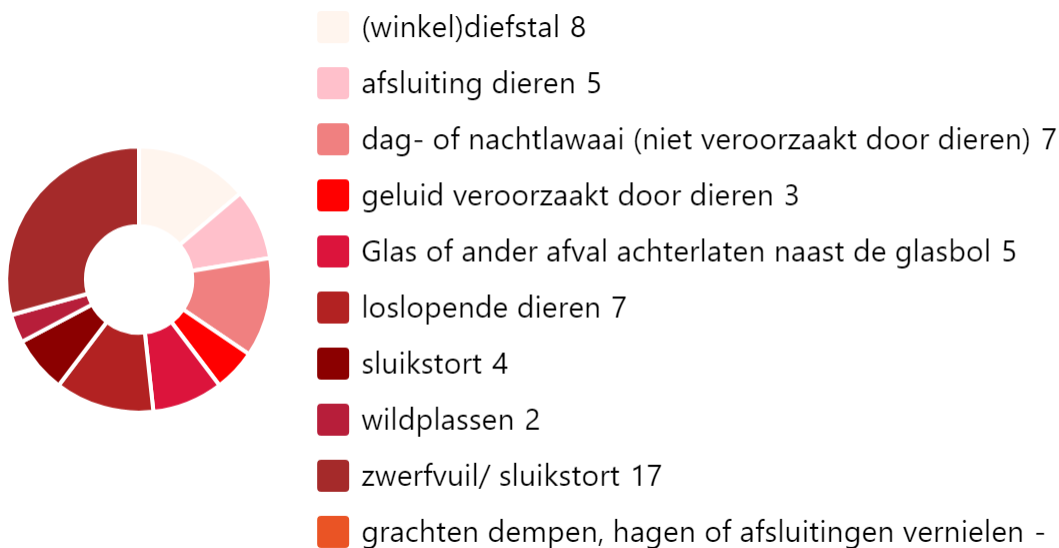 (winkel)diefstal 8
afsluiting dieren 5
dag- of nachtlawaai (niet veroorzaakt door dieren) 7
geluid veroorzaakt door dieren 3
Glas of ander afval achterlaten naast de glasbol 5
loslopende dieren 7
sluikstort 4
wildplassen 2
zwerfvuil/ sluikstort 17
grachten dempen, hagen of afsluitingen vernielen -